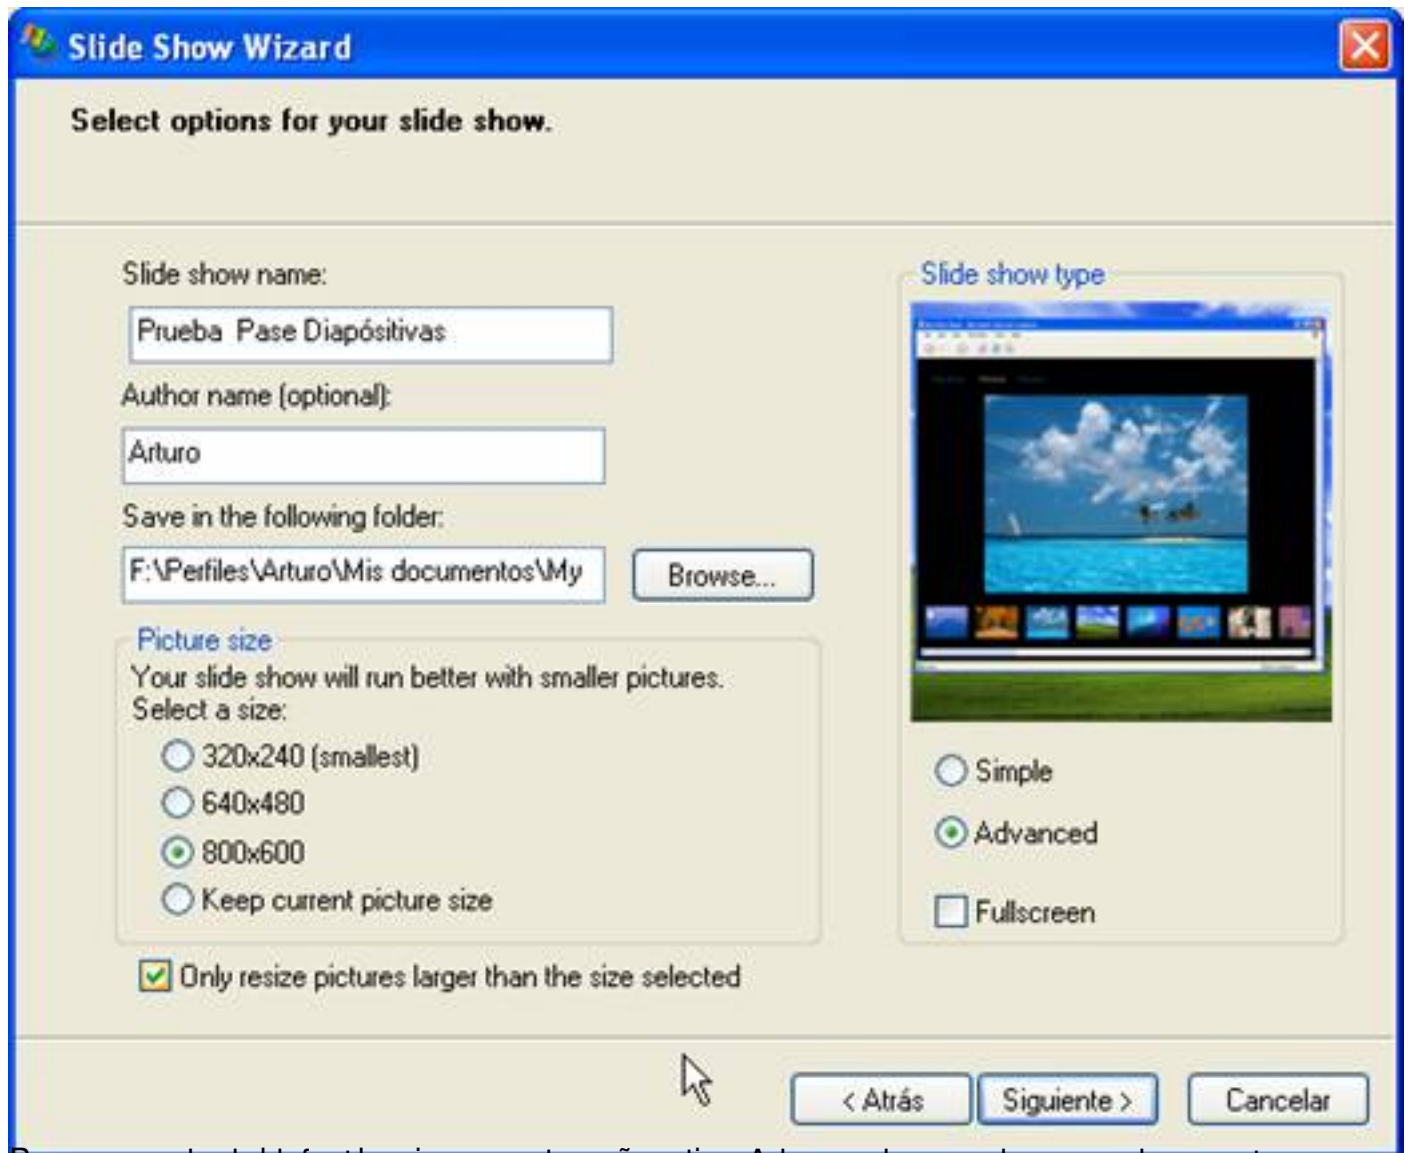 Slide Show Wizard
Select options for your slide show.
Slide show name:
Prueba Pase Diapósitivas
Author name (optional):
Arturo
Save in the following folder:
F:\Perfiles\Arturo\Mis documentos\My
Browse...
Picture size
Your slide show will run better with smaller pictures.
Select a size:
320x240 (smallest)
640x480
800x600
Keep current picture size
Only resize pictures larger than the size selected
Slide show type
Simple
Advanced
Fullscreen
< Atrás
Siguiente >
Cancelar